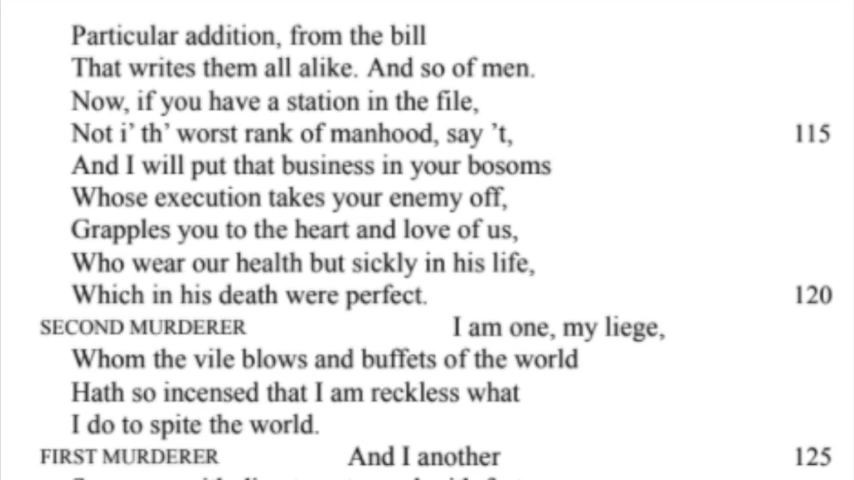 Particular addition, from the bill
That writes them all alike. And so of men.
Now, if you have a station in the file,
Not i’ th’ worst rank of manhood, say ’t, 115
And I will put that business in your bosoms
Whose execution takes your enemy off,
Grapples you to the heart and love of us,
Who wear our health but sickly in his life,
Which in his death were perfect. 120
SECOND MURDERER I am one, my liege,
Whom the vile blows and buffets of the world
Hath so incensed that I am reckless what
I do to spite the world.
FIRST MURDERER And I another 125